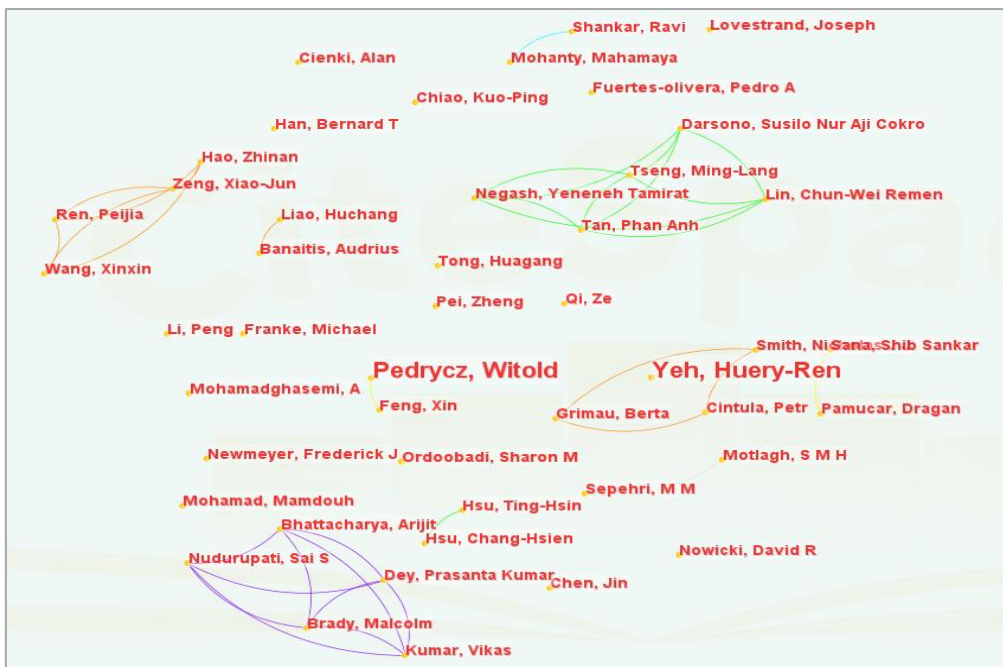 Shankar, Ravi
Lovestrand, Joseph
Cienki, Alan
Mohanty, Mahamaya
Fuertes-olivera, Pedro A
Chiao, Kuo-Ping
Han, Bernard T
Darsono, Susilo Nur Aji Cokro
Hao, Zhinan
Tseng, Ming-Lang
Zeng, Xiao-Jun
Negash, Yeneneh Tamirat
Lin, Chun-Wei Remen
Ren, Peijia
Liao, Huchang
Tan, Phan Anh
Banaitis, Audrius
Wang, Xinxin
Tong, Huagang
Pei, Zheng
Qi, Ze
Li, Peng
Franke, Michael
Smith, Ni
Sana, Shib Sankar
Pedrycz, Witold
Yeh, Huery-Ren
Mohamadghasemi, A
Feng, Xin
Grimau, Berta
Cintula, Petr
Pamucar, Dragan
Newmeyer, Frederick J
Ordoobadi, Sharon M
Motlagh, S M H
Sepehri, M M
Mohamad, Mamdouh
Hsu, Ting-Hsin
Bhattacharya, Arijit
Hsu, Chang-Hsien
Nudurupati, Sai S
Nowicki, David R
Dey, Prasanta Kumar
Chen, Jin
Brady, Malcolm
Kumar, Vikas